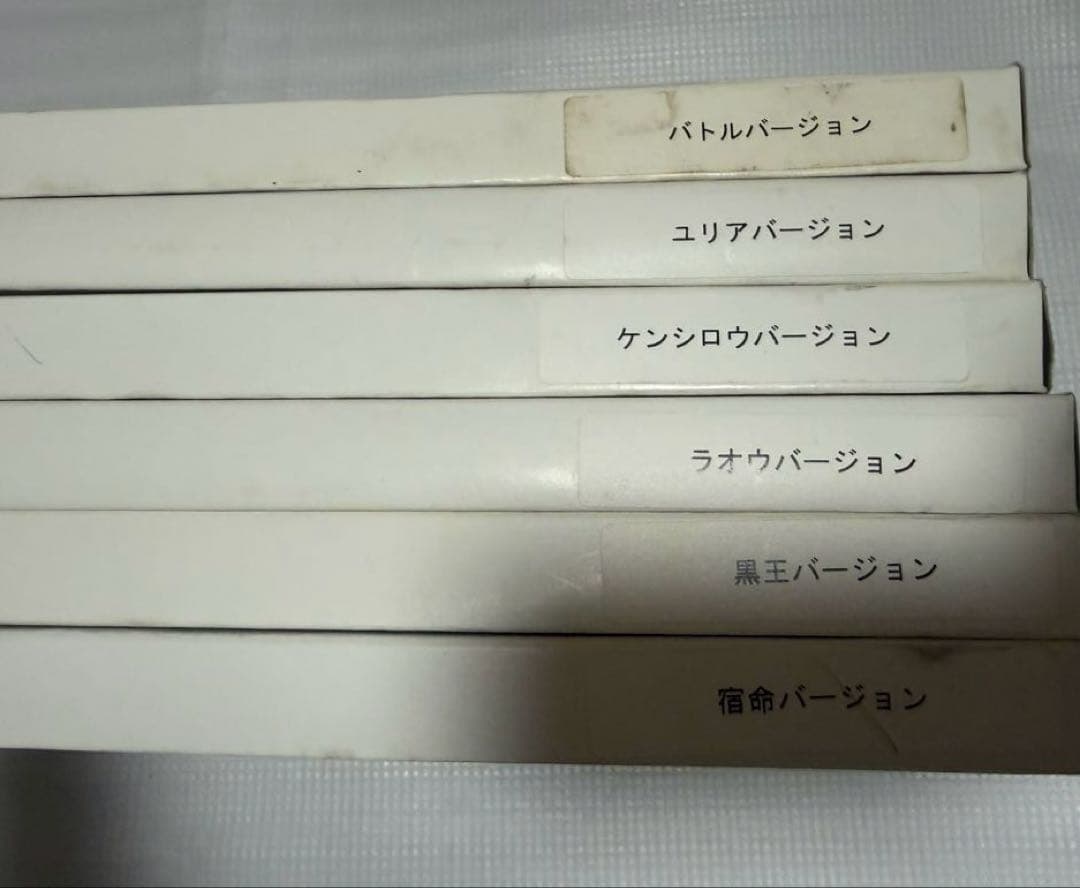 バトルバージョン
ユリアバージョン
ケンシロウバージョン
ラオウバージョン
黒王バージョン
宿命バージョン